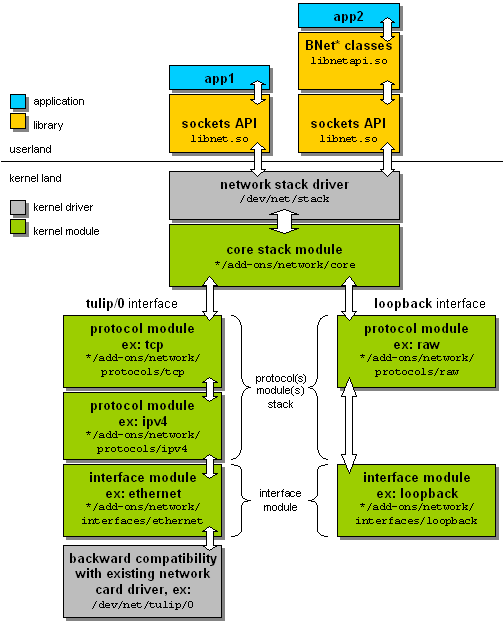 app2
BNet* classes
libnetapi.so
app1
application
library
sockets API
libnet.so
sockets API
libnet.so
userland
kernel land
network stack driver
/dev/net/stack
kernel driver
kernel module
core stack module
*/add-ons/network/core
tulip/0 interface
loopback interface
protocol module
ex: tcp
*/add-ons/network/
protocols/tcp
protocol module
ex: raw
*/add-ons/network/
protocols/raw
protocol(s)
module(s)
stack
protocol module
ex: ipv4
*/add-ons/network/
protocols/ipv4
interface module
ex: ethernet
*/add-ons/network/
interfaces/ethernet
interface
module
interface module
ex: loopback
*/add-ons/network/
interfaces/loopback
backward compatibility
with existing network
card driver, ex:
/dev/net/tulip/0